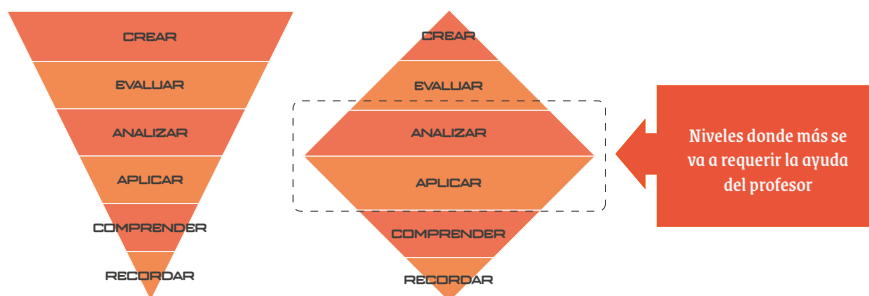 CREAR
EVALUAR
ANALIZAR
APLICAR
COMPRENDER
RECORDAR
CREAR
EVALUAR
ANALIZAR
APLICAR
COMPRENDER
RECORDAR
Niveles donde más se
va a requerir la ayuda
del profesor